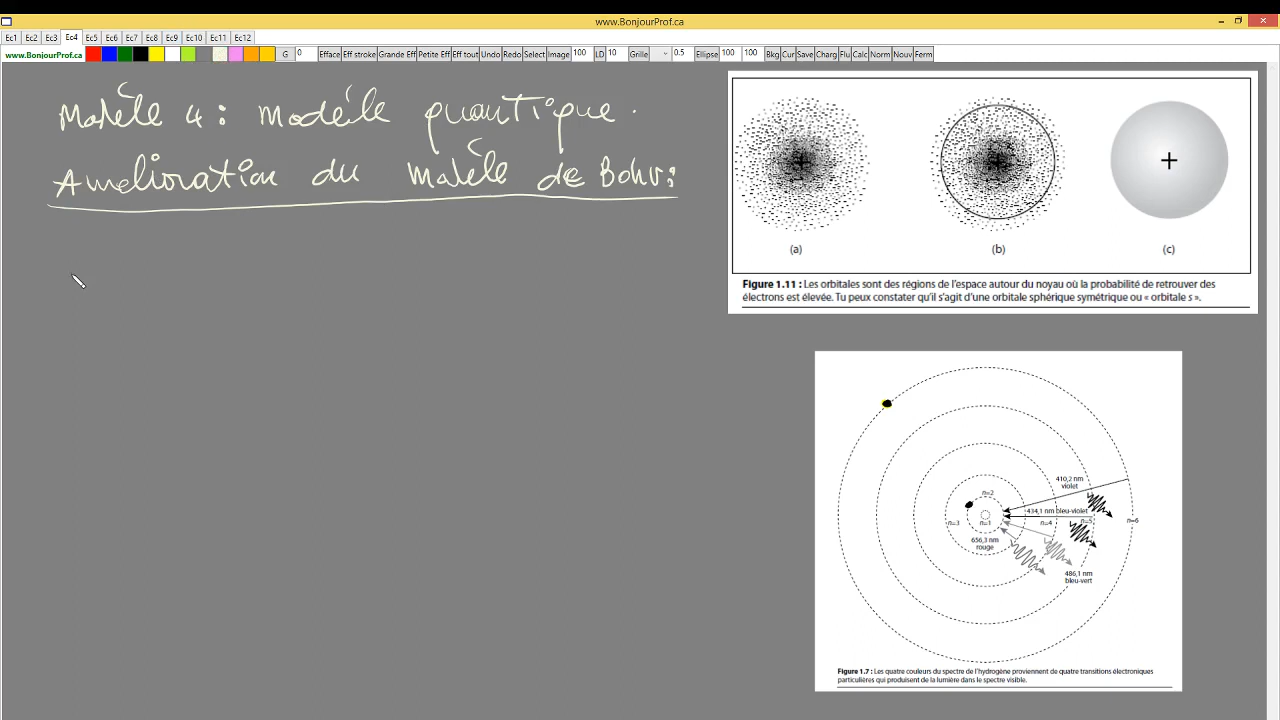 www.BonjourProf.ca
Ec1 Ec2 Ec3 Ec4 Ec5 Ec6 Ec7 Ec8 Ec9 Ec10 Ec11 Ec12
www.BonjourProf.ca G 0 Efface Eff stroke Grande Eff Petite Eff Eff tout Undo Redo Select Image 100 LD 10 Grille 0.5 Ellipse 100 100 Bkg Cur Save Charg Flu Calc Norm Nouv Ferm
Modèle 4 : modèle quantique.
Amelioration du modèle de Bohr :
(a) (b) (c)
Figure 1.11 : Les orbitales sont des régions de l'espace autour du noyau où la probabilité de retrouver des
électrons est élevée. Tu peux constater qu'il s'agit d'une orbitale sphérique symétrique ou « orbitale s ».
410,2 nm
violet
n=2
434,1 nm bleu-violet
n=3 n=1 n=4 n=5 n=6
656,3 nm
rouge
486,1 nm
bleu-vert
Figure 1.7 : Les quatre couleurs du spectre de l'hydrogène proviennent de quatre transitions électroniques
particulières qui produisent de la lumière dans le spectre visible.